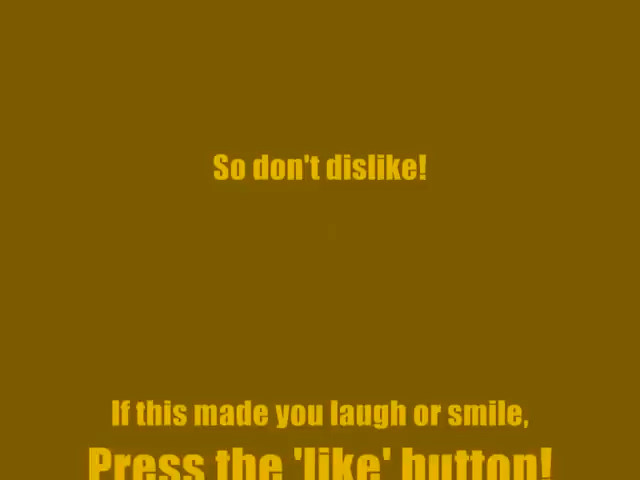 So don't dislike!
If this made you laugh or smile,
Press the 'like' button!